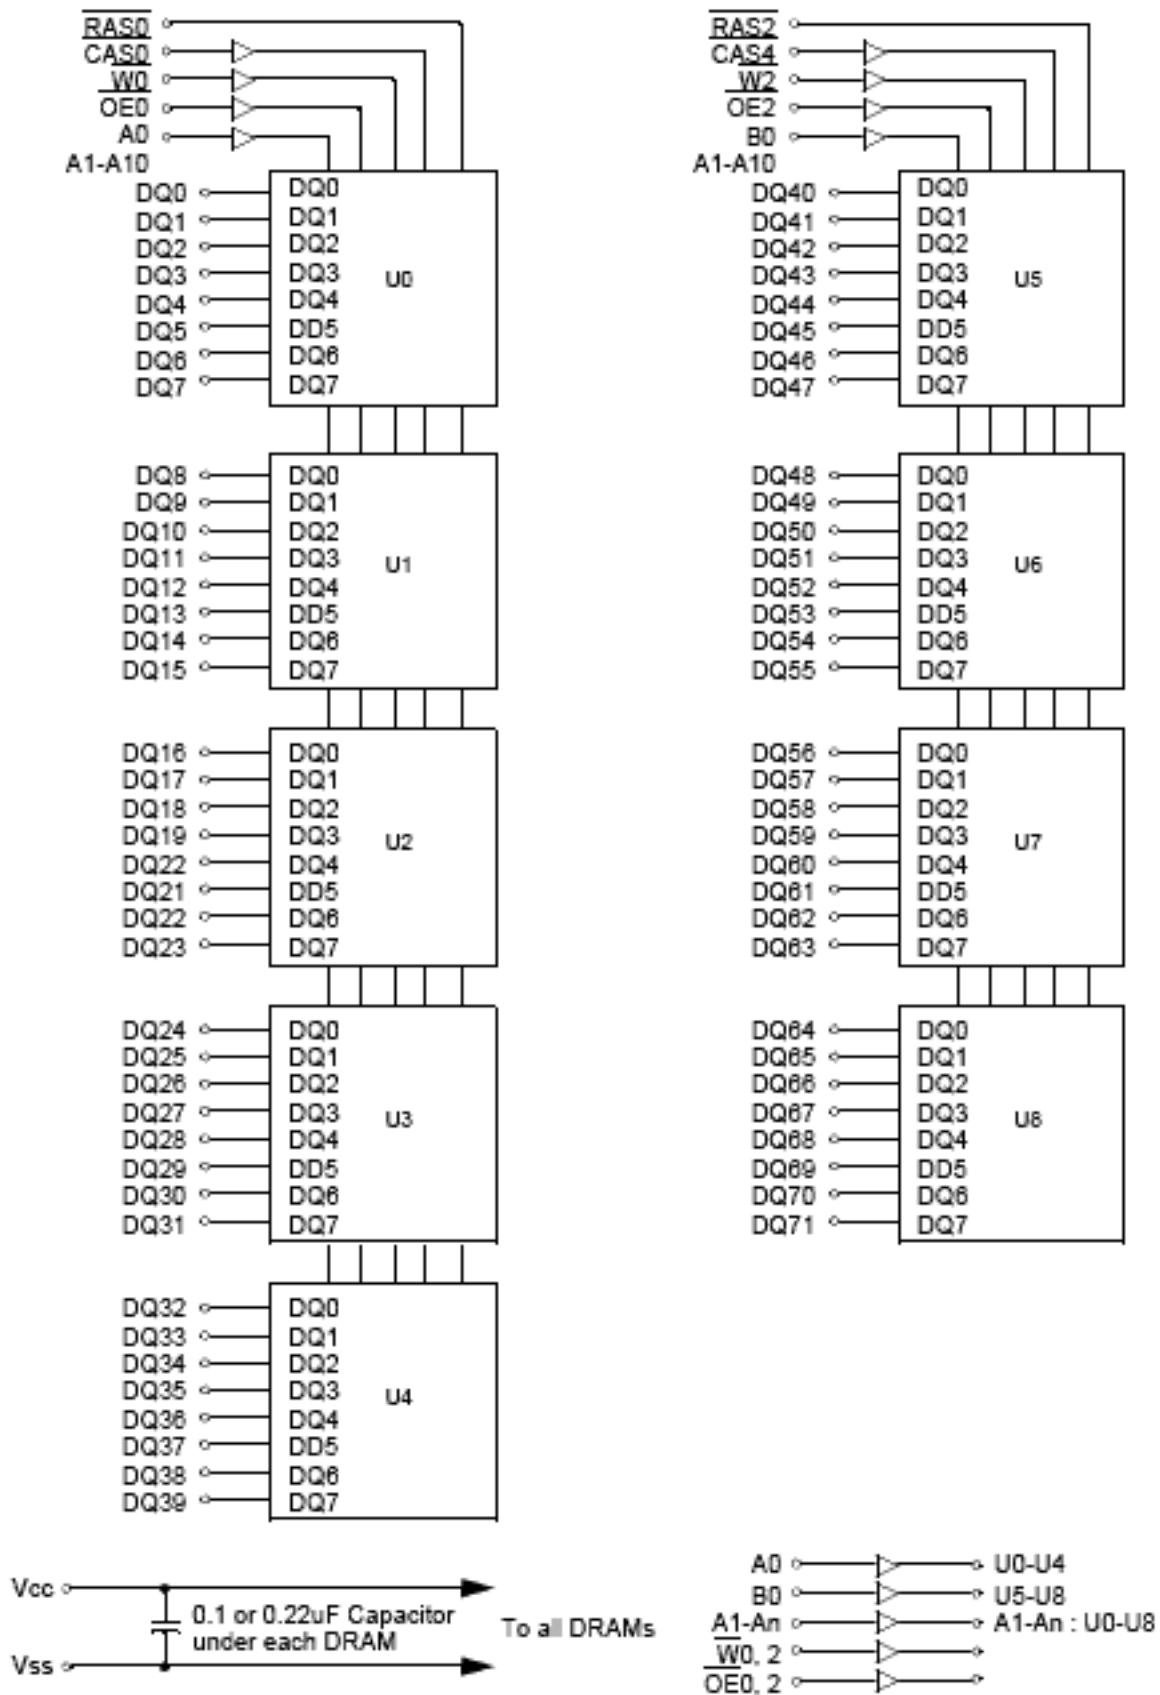 RAS0
CAS0
W0
OE0
A0
A1-A10
DQ0 DQ0
DQ1 DQ1
DQ2 DQ2
DQ3 DQ3
DQ4 DQ4
DQ5 DD5
DQ6 DQ6
DQ7 DQ7
U0
DQ8 DQ0
DQ9 DQ1
DQ10 DQ2
DQ11 DQ3
DQ12 DQ4
DQ13 DD5
DQ14 DQ6
DQ15 DQ7
U1
DQ16 DQ0
DQ17 DQ1
DQ18 DQ2
DQ19 DQ3
DQ22 DQ4
DQ21 DD5
DQ22 DQ6
DQ23 DQ7
U2
DQ24 DQ0
DQ25 DQ1
DQ26 DQ2
DQ27 DQ3
DQ28 DQ4
DQ29 DD5
DQ30 DQ6
DQ31 DQ7
U3
DQ32 DQ0
DQ33 DQ1
DQ34 DQ2
DQ35 DQ3
DQ36 DQ4
DQ37 DD5
DQ38 DQ6
DQ39 DQ7
U4
RAS2
CAS4
W2
OE2
B0
A1-A10
DQ40 DQ0
DQ41 DQ1
DQ42 DQ2
DQ43 DQ3
DQ44 DQ4
DQ45 DD5
DQ46 DQ6
DQ47 DQ7
U5
DQ48 DQ0
DQ49 DQ1
DQ50 DQ2
DQ51 DQ3
DQ52 DQ4
DQ53 DD5
DQ54 DQ6
DQ55 DQ7
U6
DQ56 DQ0
DQ57 DQ1
DQ58 DQ2
DQ59 DQ3
DQ60 DQ4
DQ61 DD5
DQ62 DQ6
DQ63 DQ7
U7
DQ64 DQ0
DQ65 DQ1
DQ66 DQ2
DQ67 DQ3
DQ68 DQ4
DQ69 DD5
DQ70 DQ6
DQ71 DQ7
U8
Vcc
0.1 or 0.22uF Capacitor
under each DRAM
Vss
To all DRAMs
A0 U0-U4
B0 U5-U8
A1-An A1-An : U0-U8
W0, 2
OE0, 2